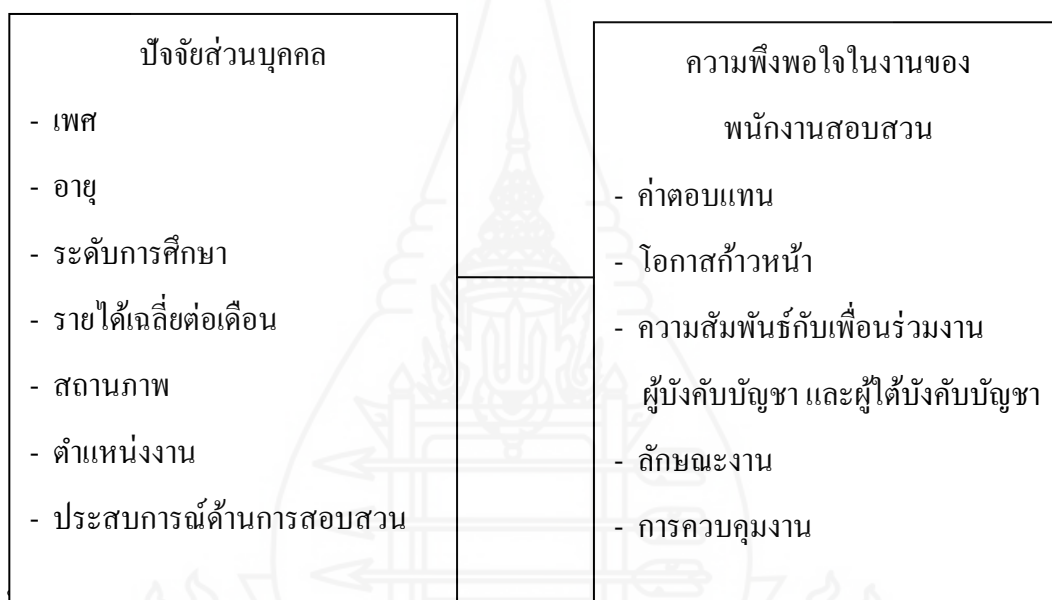 ปัจจัยส่วนบุคคล
- เพศ
- อายุ
- ระดับการศึกษา
- รายได้เฉลี่ยต่อเดือน
- สถานภาพ
- ตำแหน่งงาน
- ประสบการณ์ด้านการสอบสวน
ความพึงพอใจในงานของ
พนักงานสอบสวน
- ค่าตอบแทน
- โอกาสก้าวหน้า
- ความสัมพันธ์กับเพื่อนร่วมงาน
ผู้บังคับบัญชา และผู้ใต้บังคับบัญชา
- ลักษณะงาน
- การควบคุมงาน